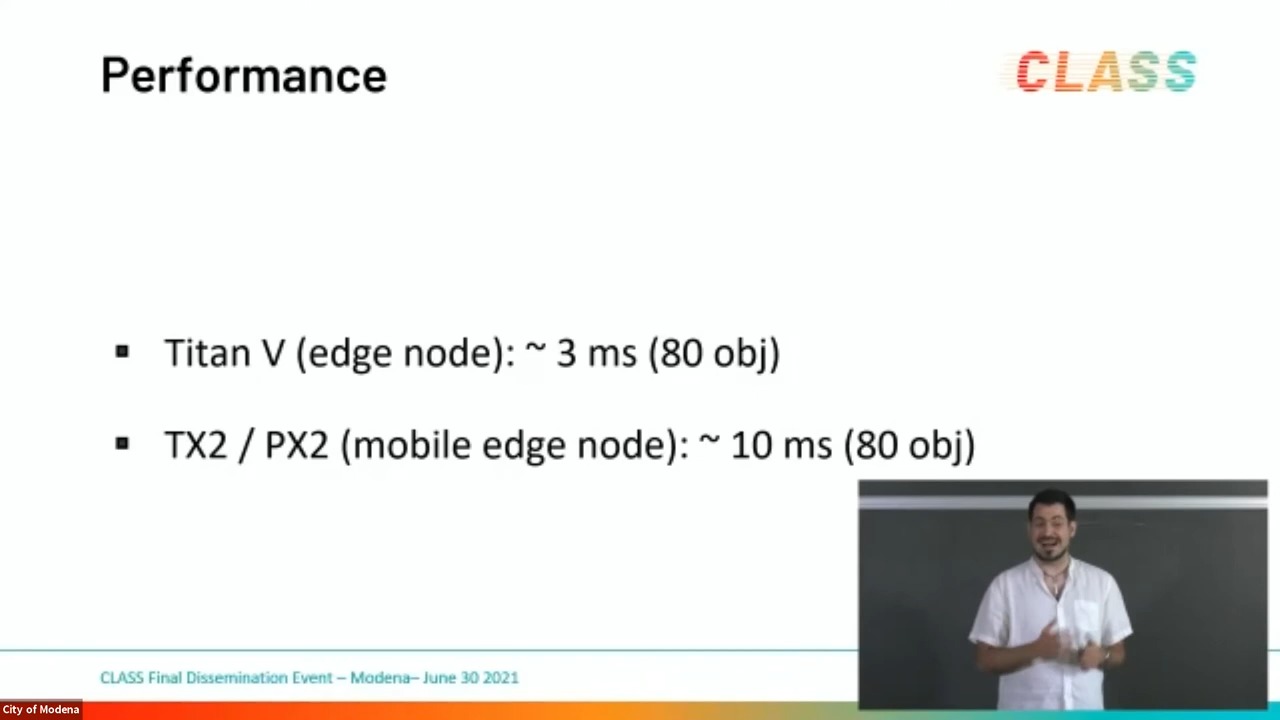 Performance
CLASS
▪ Titan V (edge node): ~ 3 ms (80 obj)
▪ TX2 / PX2 (mobile edge node): ~ 10 ms (80 obj)
CLASS Final Dissemination Event – Modena– June 30 2021
City of Modena